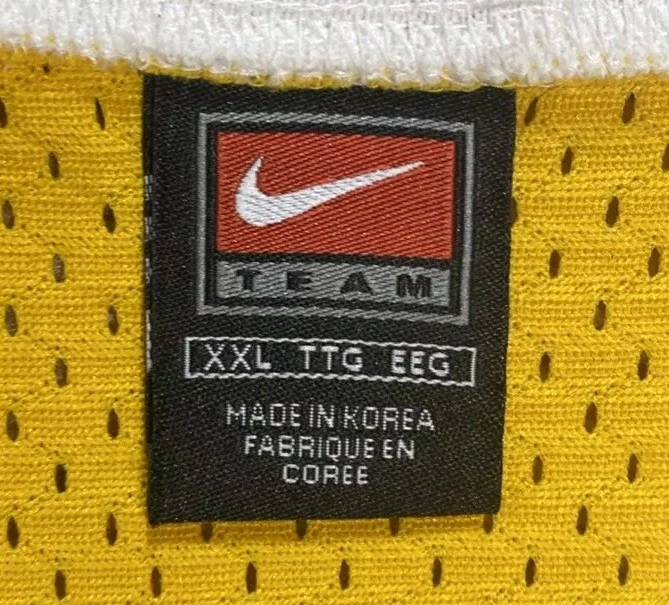 TEAM
XXL TTG EEG
MADE IN KOREA
FABRIQUE EN
COREE